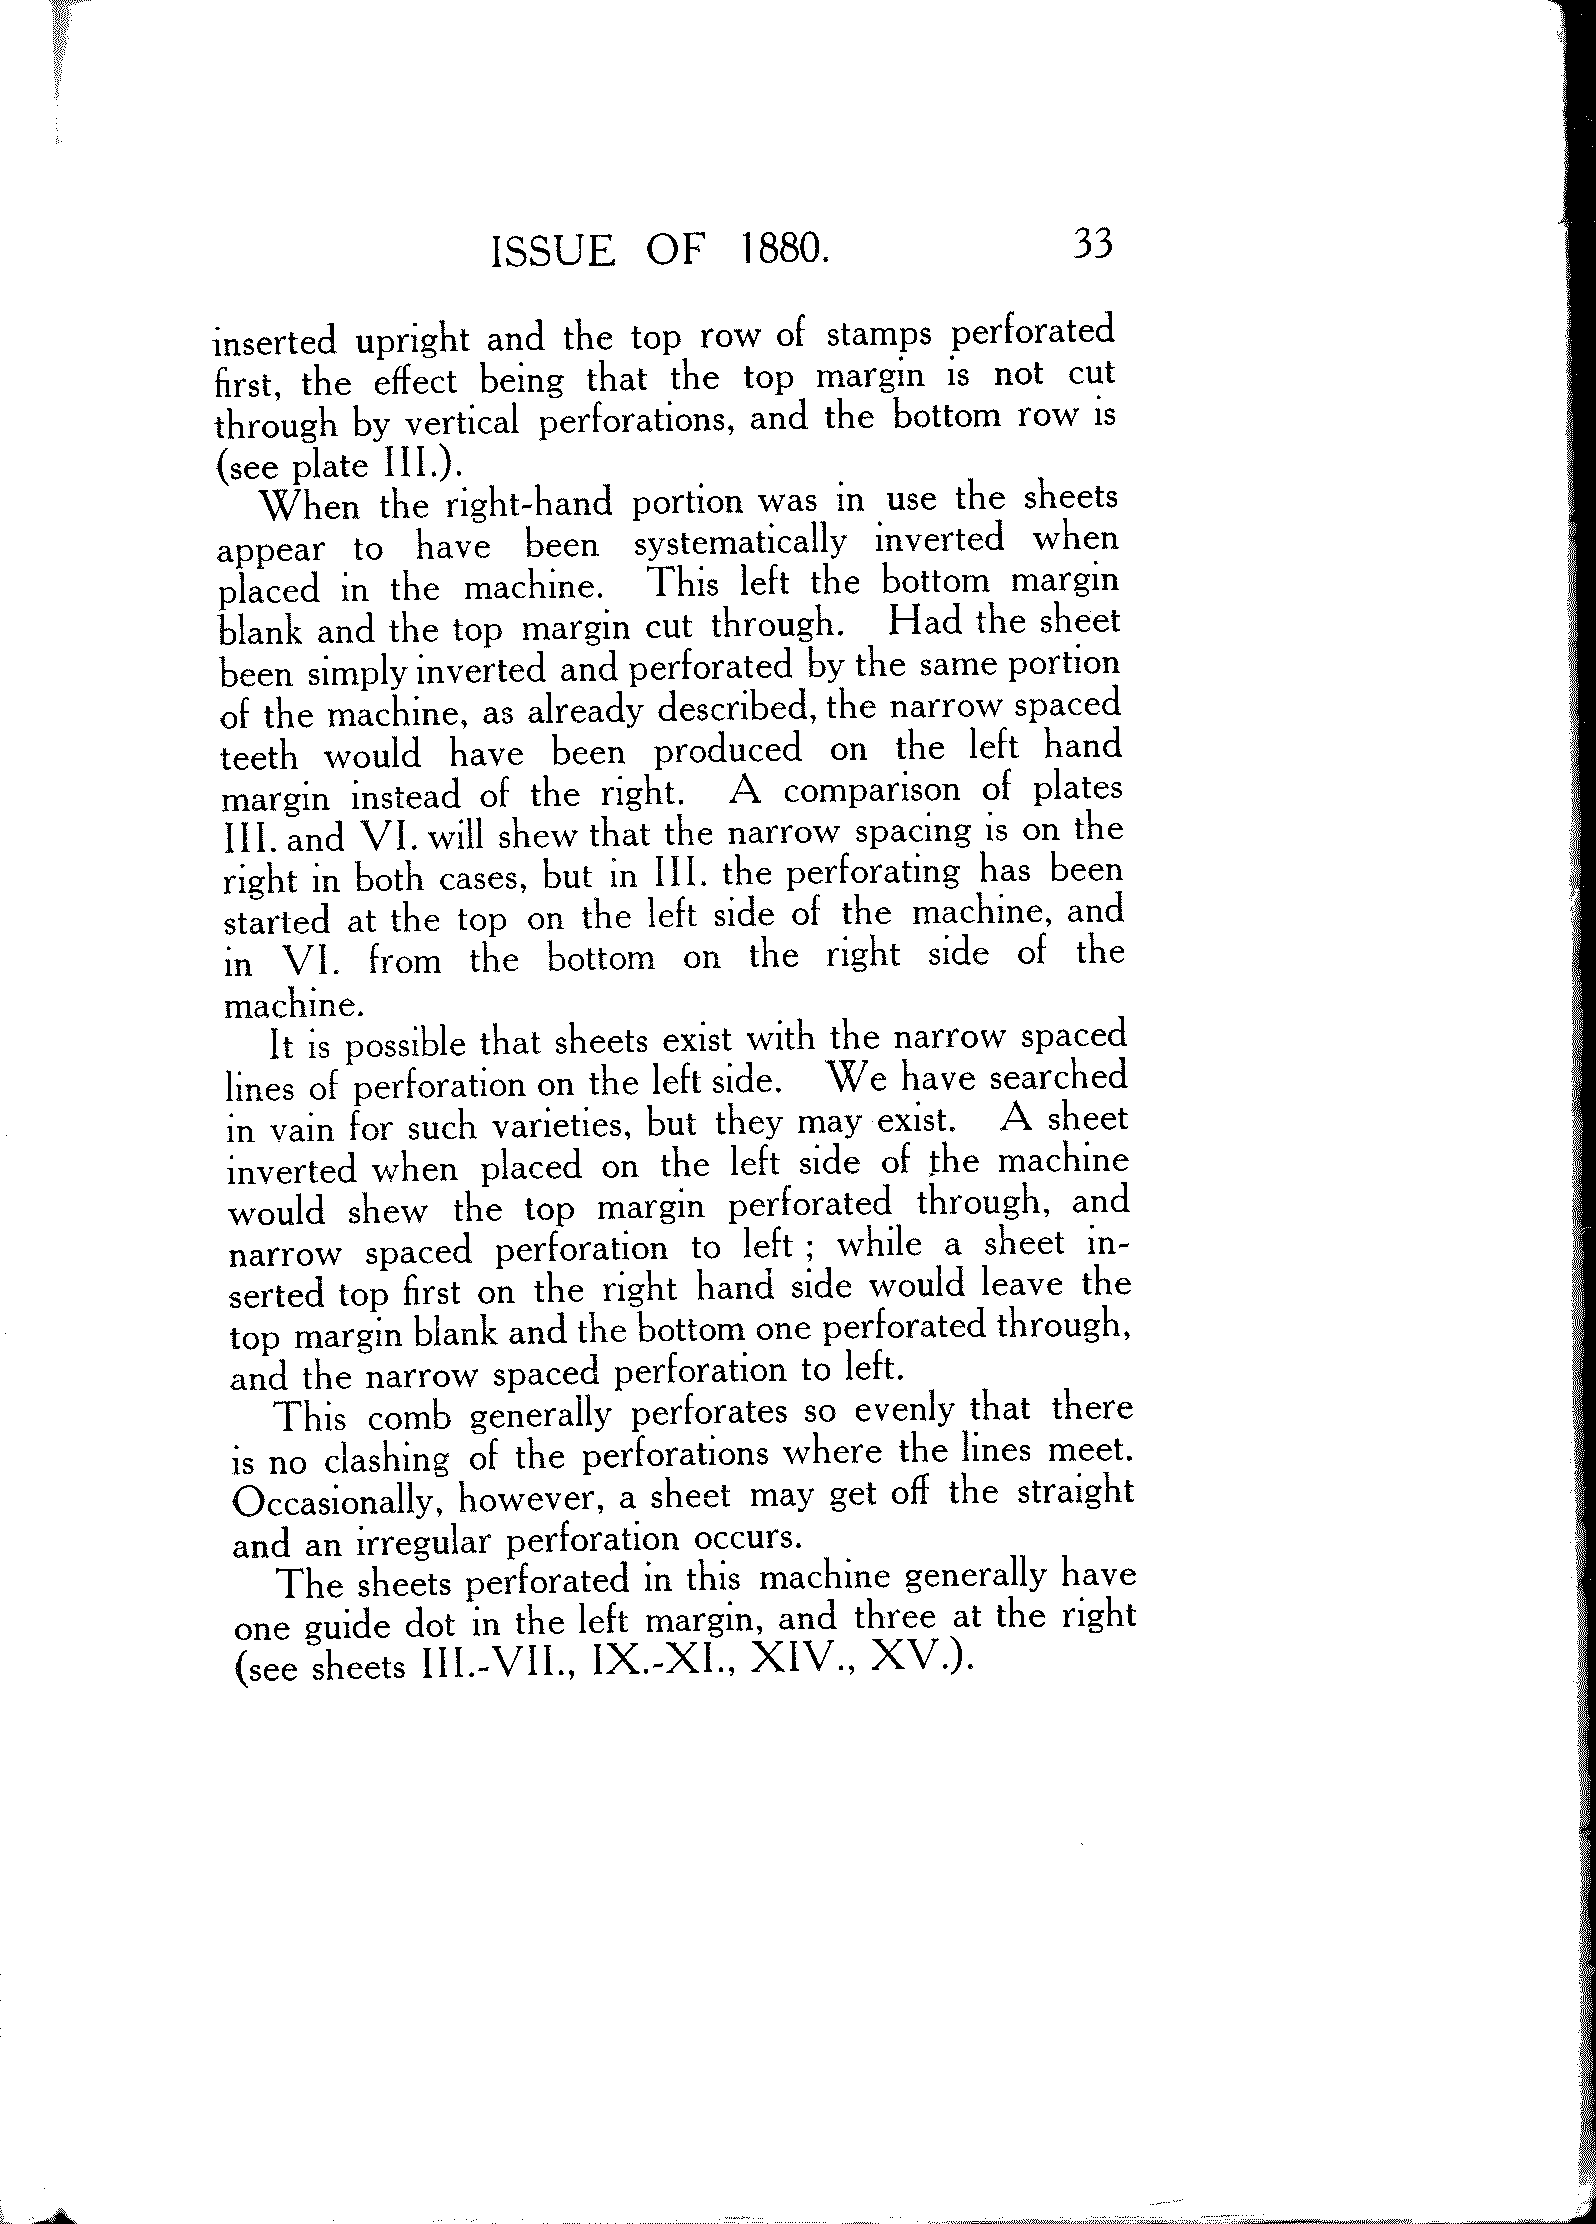 ISSUE OF 1880. 33
inserted upright and the top row of stamps perforated
first, the effect being that the top margin is not cut
through by vertical perforations, and the bottom row is
(see plate III.).
When the right-hand portion was in use the sheets
appear to have been systematically inverted when
placed in the machine. This left the bottom margin
blank and the top margin cut through. Had the sheet
been simply inverted and perforated by the same portion
of the machine, as already described, the narrow spaced
teeth would have been produced on the left hand
margin instead of the right. A comparison of plates
III. and VI. will shew that the narrow spacing is on the
right in both cases, but in III. the perforating has been
started at the top on the left side of the machine, and
in VI. from the bottom on the right side of the
machine.
It is possible that sheets exist with the narrow spaced
lines of perforation on the left side. We have searched
in vain for such varieties, but they may exist. A sheet
inverted when placed on the left side of the machine
would shew the top margin perforated through, and
narrow spaced perforation to left ; while a sheet in-
serted top first on the right hand side would leave the
top margin blank and the bottom one perforated through,
and the narrow spaced perforation to left.
This comb generally perforates so evenly that there
is no clashing of the perforations where the lines meet.
Occasionally, however, a sheet may get off the straight
and an irregular perforation occurs.
The sheets perforated in this machine generally have
one guide dot in the left margin, and three at the right
(see sheets III.-VII., IX.-XI., XIV., XV.).